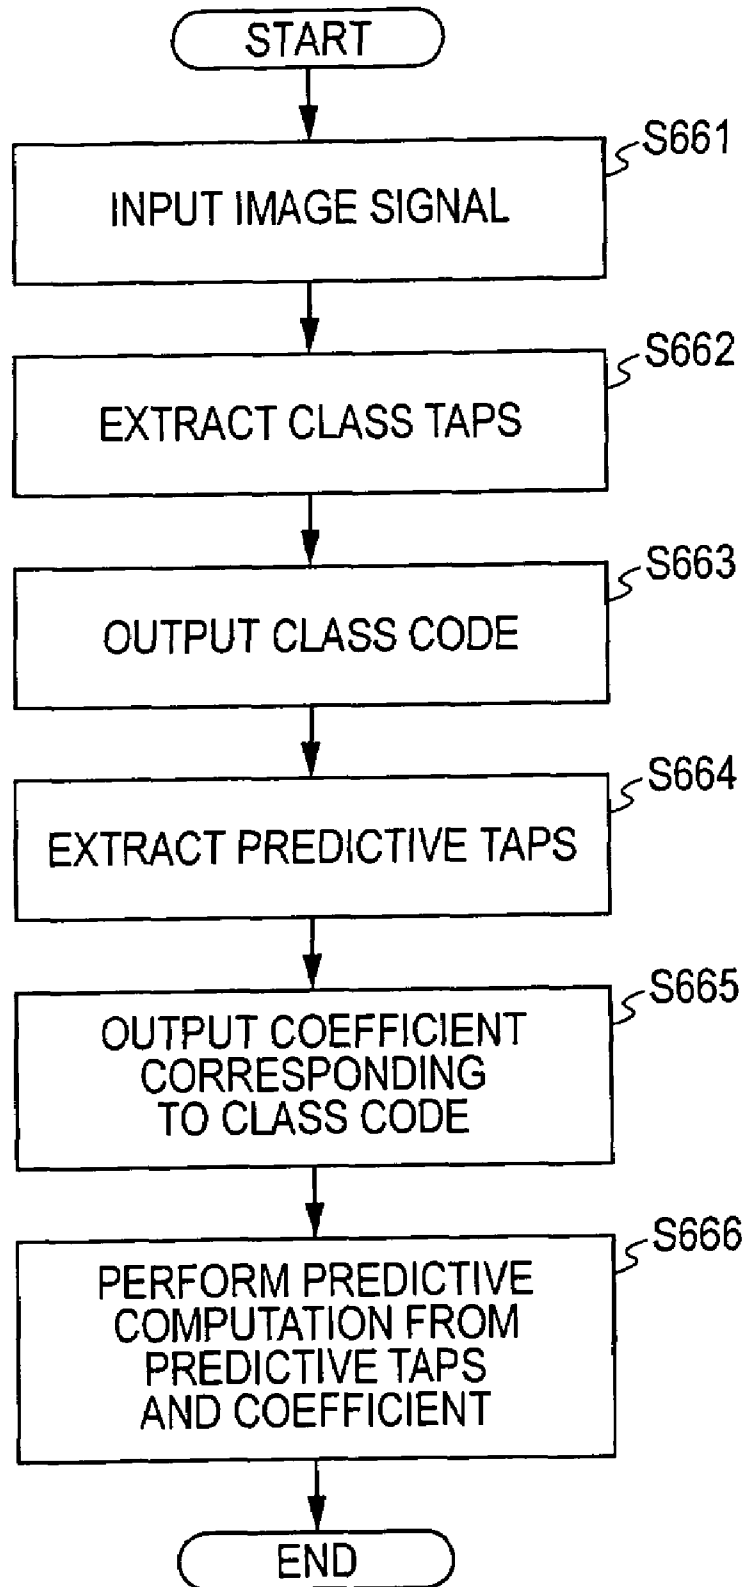 START
S661
INPUT IMAGE SIGNAL
S662
EXTRACT CLASS TAPS
S663
OUTPUT CLASS CODE
S664
EXTRACT PREDICTIVE TAPS
S665
OUTPUT COEFFICIENT
CORRESPONDING
TO CLASS CODE
S666
PERFORM PREDICTIVE
COMPUTATION FROM
PREDICTIVE TAPS
AND COEFFICIENT
END